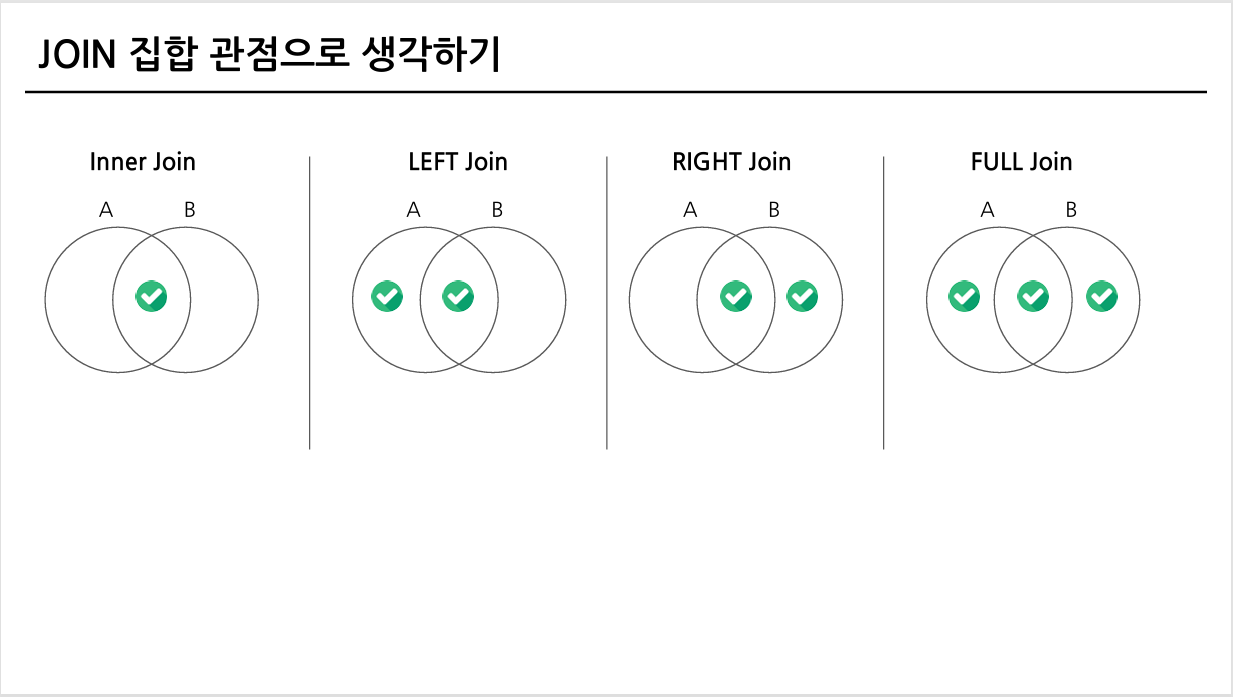 JOIN 집합 관점으로 생각하기
Inner Join
A B
LEFT Join
A B
RIGHT Join
A B
FULL Join
A B